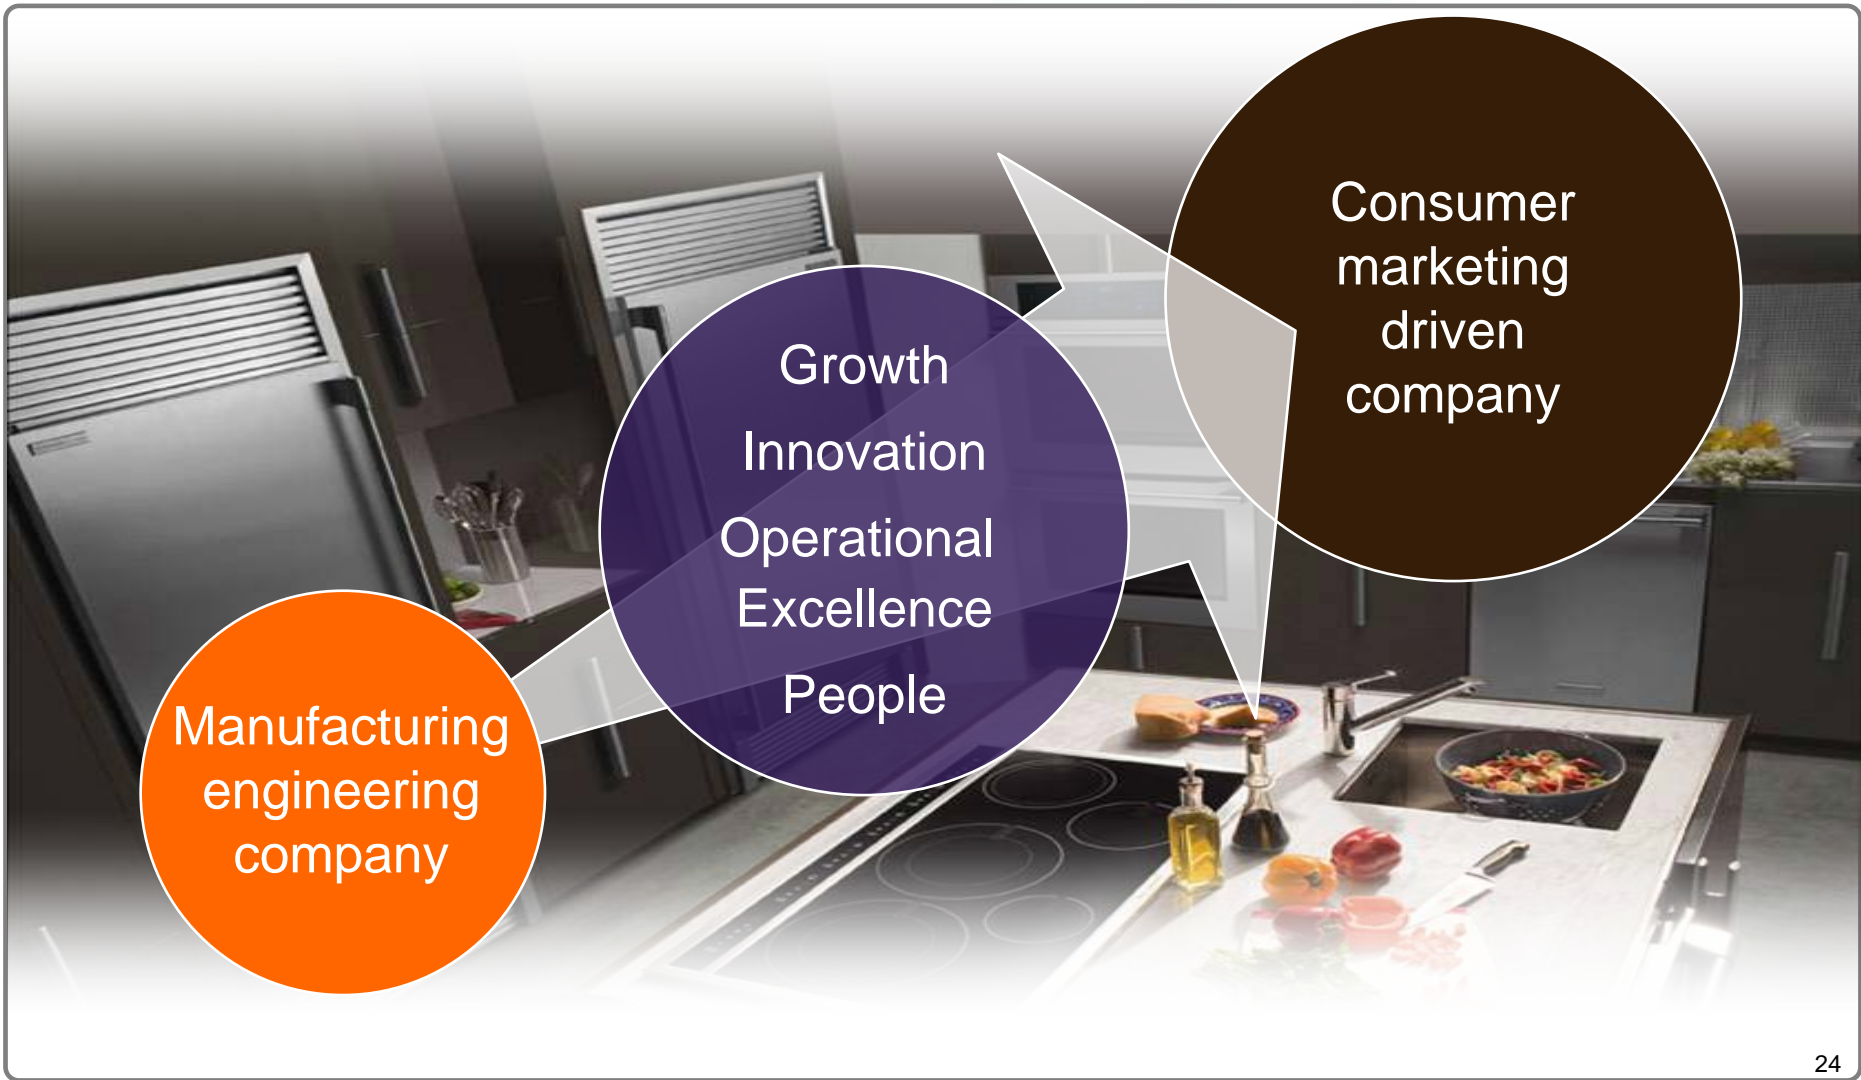 Consumer
marketing
driven
company
Growth
Innovation
Operational
Excellence
People
Manufacturing
engineering
company
24